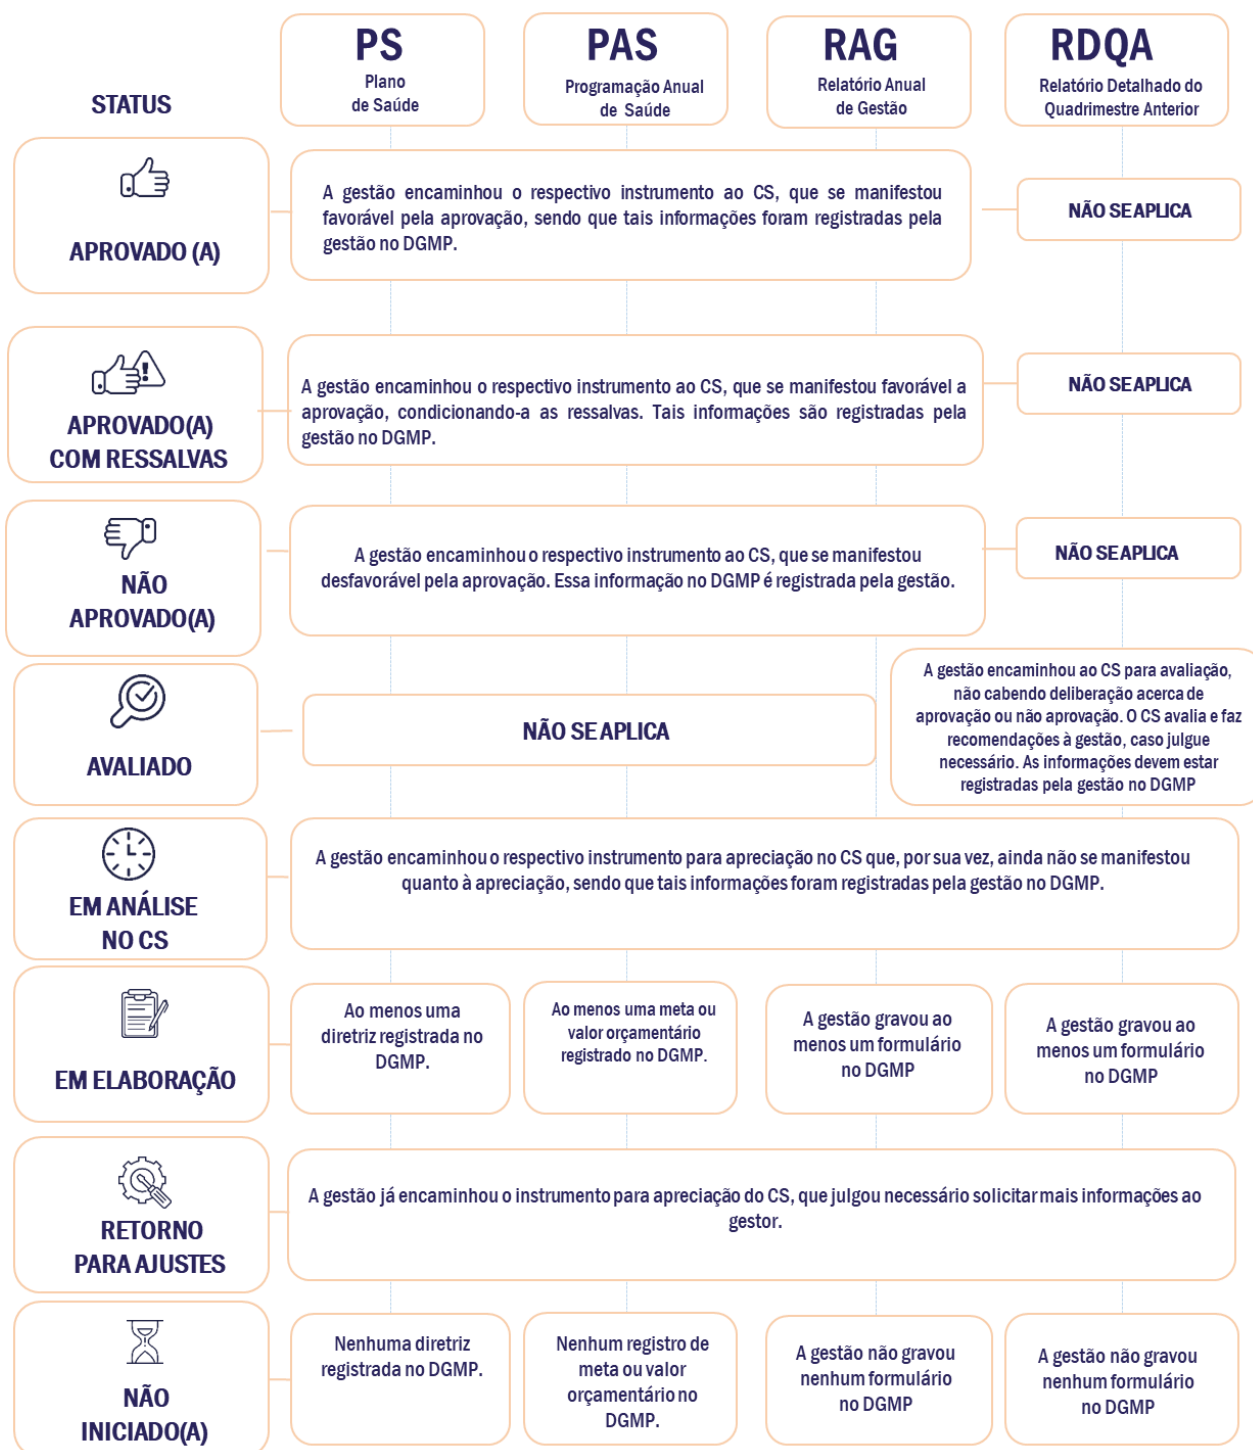 STATUS
PS
Plano
de Saúde
PAS
Programação Anual
de Saúde
RAG
Relatório Anual
de Gestão
RDQA
Relatório Detalhado do
Quadrimestre Anterior
APROVADO (A)
A gestão encaminhou o respectivo instrumento ao CS, que se manifestou
favorável pela aprovação, sendo que tais informações foram registradas pela
gestão no DGMP.
NÃO SE APLICA
APROVADO(A)
COM RESSALVAS
A gestão encaminhou o respectivo instrumento ao CS, que se manifestou favorável a
aprovação, condicionando-a as ressalvas. Tais informações são registradas pela
gestão no DGMP.
NÃO SE APLICA
NÃO
APROVADO(A)
A gestão encaminhou o respectivo instrumento ao CS, que se manifestou
desfavorável pela aprovação. Essa informação no DGMP é registrada pela gestão.
NÃO SE APLICA
AVALIADO
NÃO SE APLICA
A gestão encaminhou ao CS para avaliação,
não cabendo deliberação acerca de
aprovação ou não aprovação. O CS avalia e faz
recomendações à gestão, caso julgue
necessário. As informações devem estar
registradas pela gestão no DGMP
EM ANÁLISE
NO CS
A gestão encaminhou o respectivo instrumento para apreciação no CS que, por sua vez, ainda não se manifestou
quanto à apreciação, sendo que tais informações foram registradas pela gestão no DGMP.
EM ELABORAÇÃO
Ao menos uma
diretriz registrada no
DGMP.
Ao menos uma meta ou
valor orçamentário
registrado no DGMP.
A gestão gravou ao
menos um formulário
no DGMP
A gestão gravou ao
menos um formulário
no DGMP
RETORNO
PARA AJUSTES
A gestão já encaminhou o instrumento para apreciação do CS, que julgou necessário solicitar mais informações ao
gestor.
NÃO
INICIADO(A)
Nenhuma diretriz
registrada no DGMP.
Nenhum registro de
meta ou valor
orçamentário no
DGMP.
A gestão não gravou
nenhum formulário
no DGMP
A gestão não gravou
nenhum formulário
no DGMP